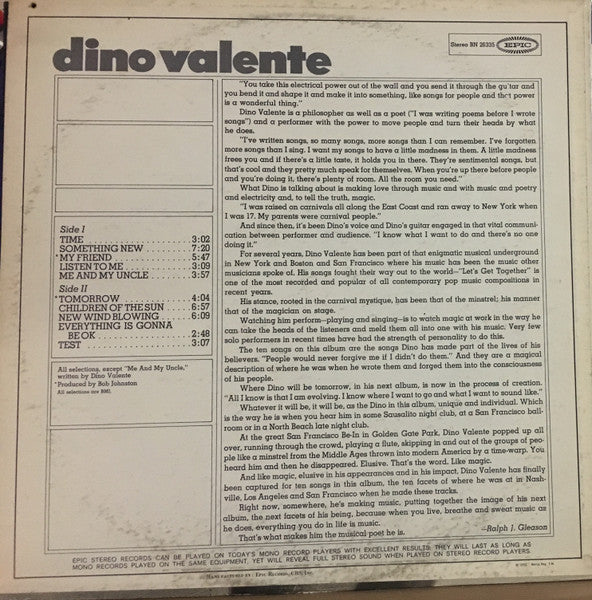 dino valente
Stereo BN 26335 EPIC
"You take this electrical power out of the wall and you send it through the guitar and
you bend it and shape it and make it into something, like songs for people and that power
is a wonderful thing."
Dino Valente is a philosopher as well as a poet ("I was writing poems before I wrote
songs") and a performer with the power to move people and turn their heads by what
he does.
"I've written songs, so many songs, more songs than I can remember. I've forgotten
more songs than I sing. I want my songs to have a little madness in them. A little madness
frees you and if there's a little taste, it holds you in there. They're sentimental songs, but
that's cool and they pretty much speak for themselves. When you're up there before people
and you're doing it, there's plenty of room. All the room you need."
What Dino is talking about is making love through music and with music and poetry
and electricity and, to tell the truth, magic.
"I was raised on carnivals all along the East Coast and ran away to New York when
I was 17. My parents were carnival people."
And since then, it's been Dino's voice and Dino's guitar engaged in that vital communi-
cation between performer and audience. "I know what I want to do and there's no one
doing it."
For several years, Dino Valente has been part of that enigmatic musical underground
in New York and Boston and San Francisco where his music has been the music other
musicians spoke of. His songs fought their way out to the world—"Let's Get Together" is
one of the most recorded and popular of all contemporary pop music compositions in
recent years.
His stance, rooted in the carnival mystique, has been that of the minstrel; his manner
that of the magician on stage.
Watching him perform—playing and singing—is to watch magic at work in the way he
can take the heads of the listeners and meld them all into one with his music. Very few
solo performers in recent times have had the strength of personality to do this.
The ten songs on this album are the songs Dino has made part of the lives of his
believers. "People would never forgive me if I didn't do them." And they are a magical
description of where he was when he wrote them and forged them into the consciousness
of his people.
Where Dino will be tomorrow, in his next album, is now in the process of creation.
"All I know is that I am evolving. I know where I want to go and what I want to sound like."
Whatever it will be, it will be, as the Dino in this album, unique and individual. Which
is the way he is when you hear him in some Sausalito night club, at a San Francisco ball-
room or in a North Beach late night club.
At the great San Francisco Be-In in Golden Gate Park, Dino Valente popped up all
over, running through the crowd, playing a flute, skipping in and out of the groups of peo-
ple like a minstrel from the Middle Ages thrown into modern America by a time-warp. You
heard him and then he disappeared. Elusive. That's the word. Like magic.
And like magic, elusive in his appearances and in his impact, Dino Valente has finally
been captured for ten songs in this album, the ten facets of where he was at in Nash-
ville, Los Angeles and San Francisco when he made these tracks.
Right now, somewhere, he's making music, putting together the image of his next
album, the next facets of his being, because when you live, breathe and sweat music as
he does, everything you do in life is music.
That's what makes him the musical poet he is.
—Ralph J. Gleason
Side I
TIME 3:02
SOMETHING NEW 7:20
*MY FRIEND 5:47
LISTEN TO ME 3:09
ME AND MY UNCLE 3:57
Side II
*TOMORROW 4:04
CHILDREN OF THE SUN 6:57
NEW WIND BLOWING 6:09
EVERYTHING IS GONNA
BE OK 2:48
TEST 3:07
All selections, except "Me And My Uncle,"
written by Dino Valente
*Produced by Bob Johnston
All selections are BMI.
EPIC STEREO RECORDS CAN BE PLAYED ON TODAY'S MONO RECORD PLAYERS WITH EXCELLENT RESULTS. THEY WILL LAST AS LONG AS
MONO RECORDS PLAYED ON THE SAME EQUIPMENT, YET WILL REVEAL FULL STEREO SOUND WHEN PLAYED ON STEREO RECORD PLAYERS.
MANUFACTURED BY: EPIC RECORDS, CBS, INC.